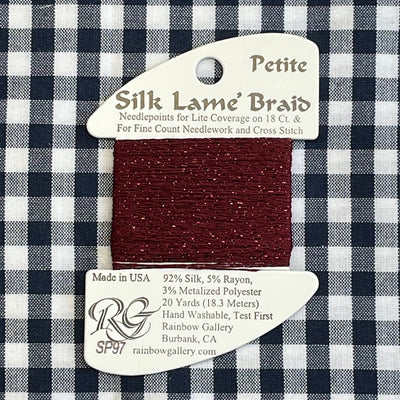 Petite
Silk Lame' Braid
Needlepoints for Lite Coverage on 18 Ct. &
For Fine Count Needlework and Cross Stitch
Made in USA
92% Silk, 5% Rayon,
3% Metalized Polyester
20 Yards (18.3 Meters)
Hand Washable, Test First
Rainbow Gallery
Burbank, CA
RG
SP97
rainbowgallery.com